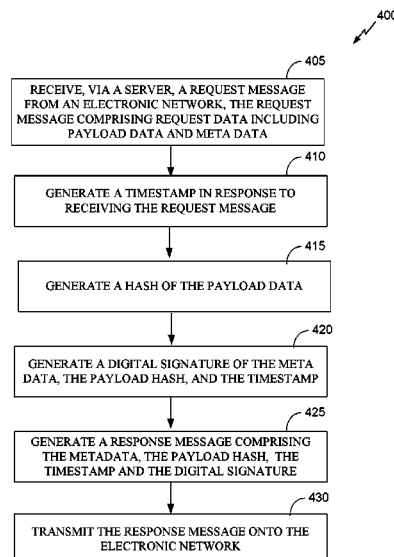 400
405
RECEIVE, VIA A SERVER, A REQUEST MESSAGE
FROM AN ELECTRONIC NETWORK, THE REQUEST
MESSAGE COMPRISING REQUEST DATA INCLUDING
PAYLOAD DATA AND META DATA
410
GENERATE A TIMESTAMP IN RESPONSE TO
RECEIVING THE REQUEST MESSAGE
415
GENERATE A HASH OF THE PAYLOAD DATA
420
GENERATE A DIGITAL SIGNATURE OF THE META
DATA, THE PAYLOAD HASH, AND THE TIMESTAMP
425
GENERATE A RESPONSE MESSAGE COMPRISING
THE METADATA, THE PAYLOAD HASH, THE
TIMESTAMP AND THE DIGITAL SIGNATURE
430
TRANSMIT THE RESPONSE MESSAGE ONTO THE
ELECTRONIC NETWORK